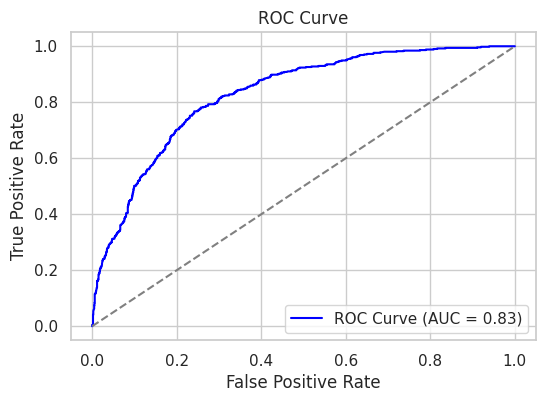 ROC Curve
True Positive Rate
1.0
0.8
0.6
0.4
0.2
0.0
ROC Curve (AUC = 0.83)
0.0 0.2 0.4 0.6 0.8 1.0
False Positive Rate